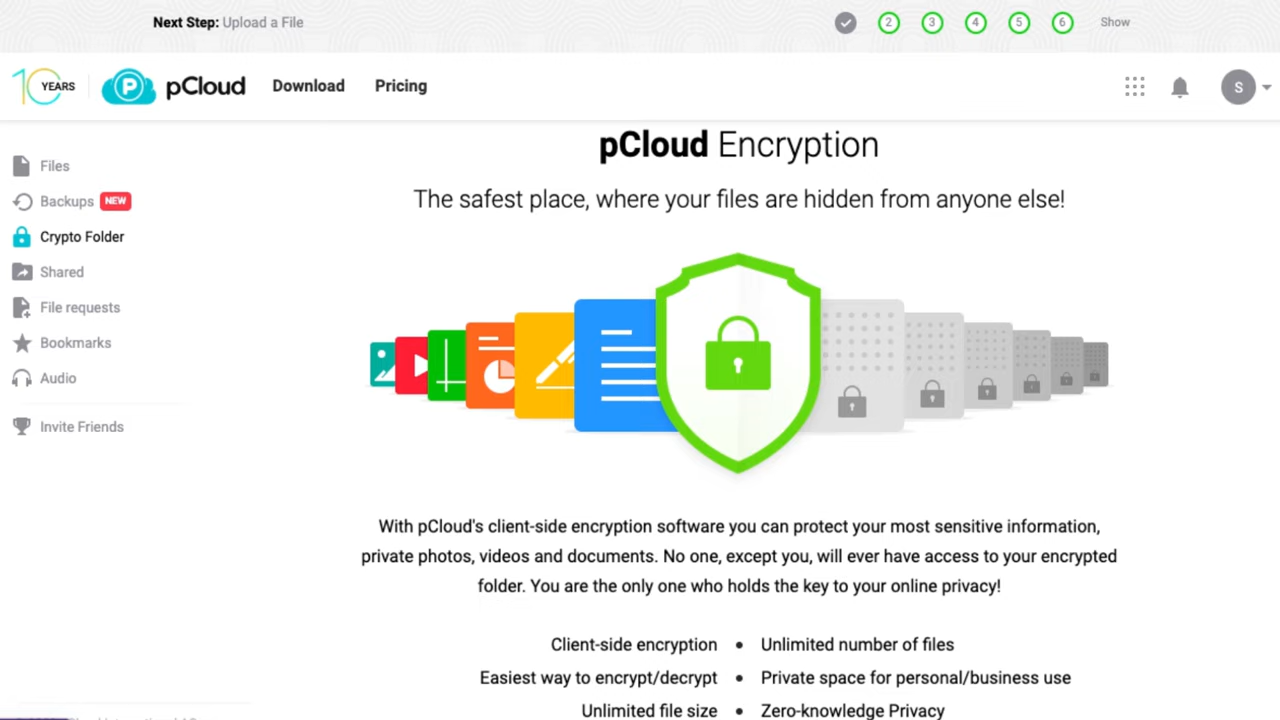 Next Step: Upload a File
2 3 4 5 6 Show
10 YEARS pCloud Download Pricing S
pCloud Encryption
The safest place, where your files are hidden from anyone else!
Files
Backups NEW
Crypto Folder
Shared
File requests
Bookmarks
Audio
Invite Friends
With pCloud's client-side encryption software you can protect your most sensitive information,
private photos, videos and documents. No one, except you, will ever have access to your encrypted
folder. You are the only one who holds the key to your online privacy!
Client-side encryption • Unlimited number of files
Easiest way to encrypt/decrypt • Private space for personal/business use
Unlimited file size • Zero-knowledge Privacy